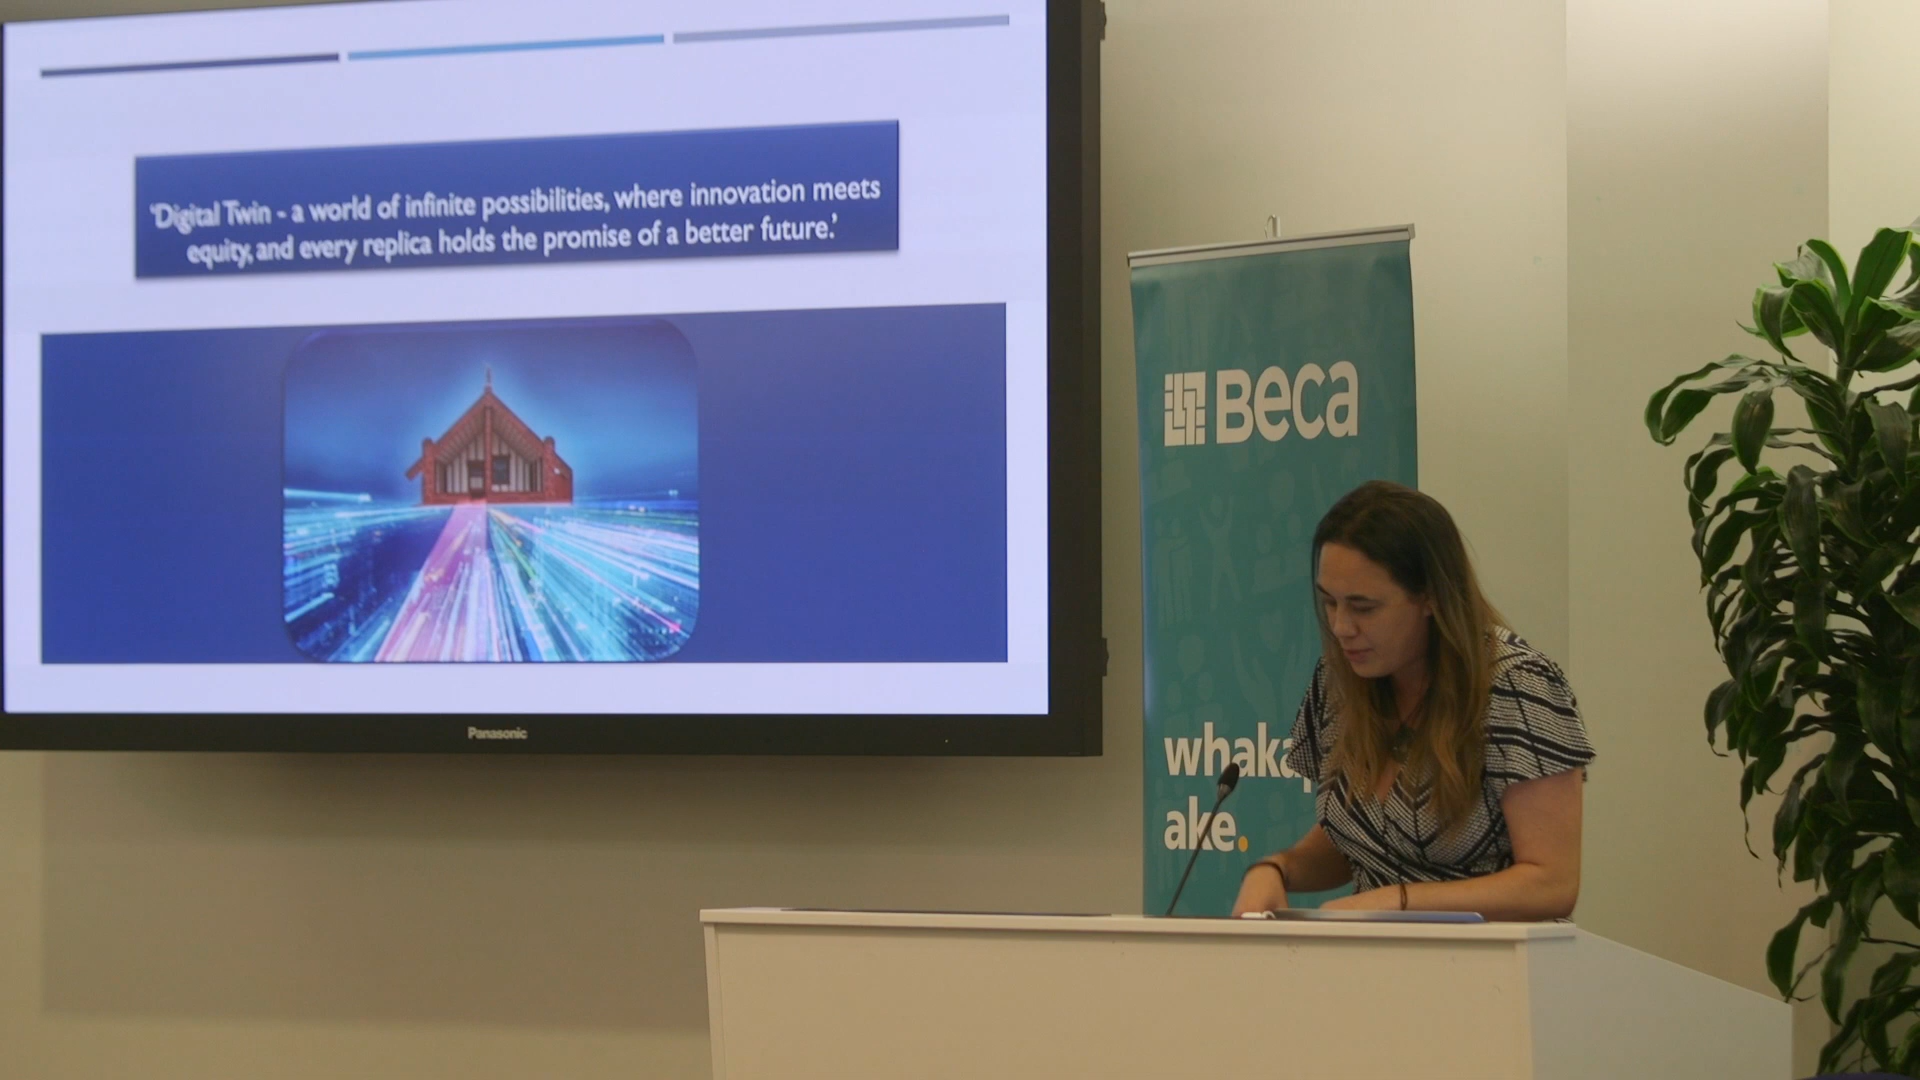 'Digital Twin - a world of infinite possibilities, where innovation meets
equity, and every replica holds the promise of a better future.'
Panasonic
Beca
ake.